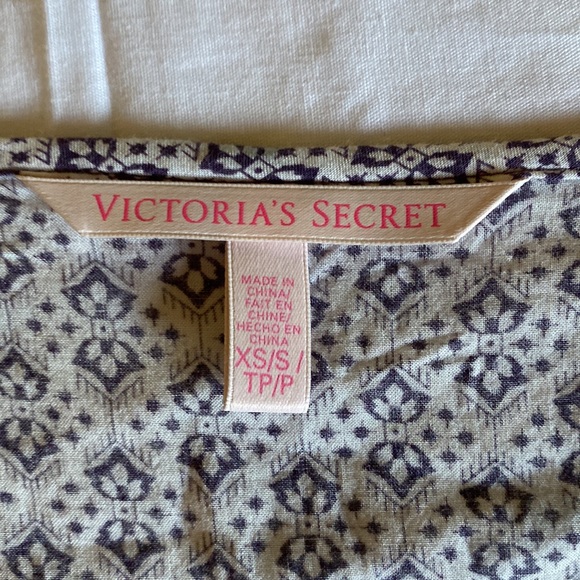 VICTORIA'S SECRET
MADE IN
CHINA/
FAIT EN
CHINE/
HECHO EN
CHINA
XS/S /
TP/P